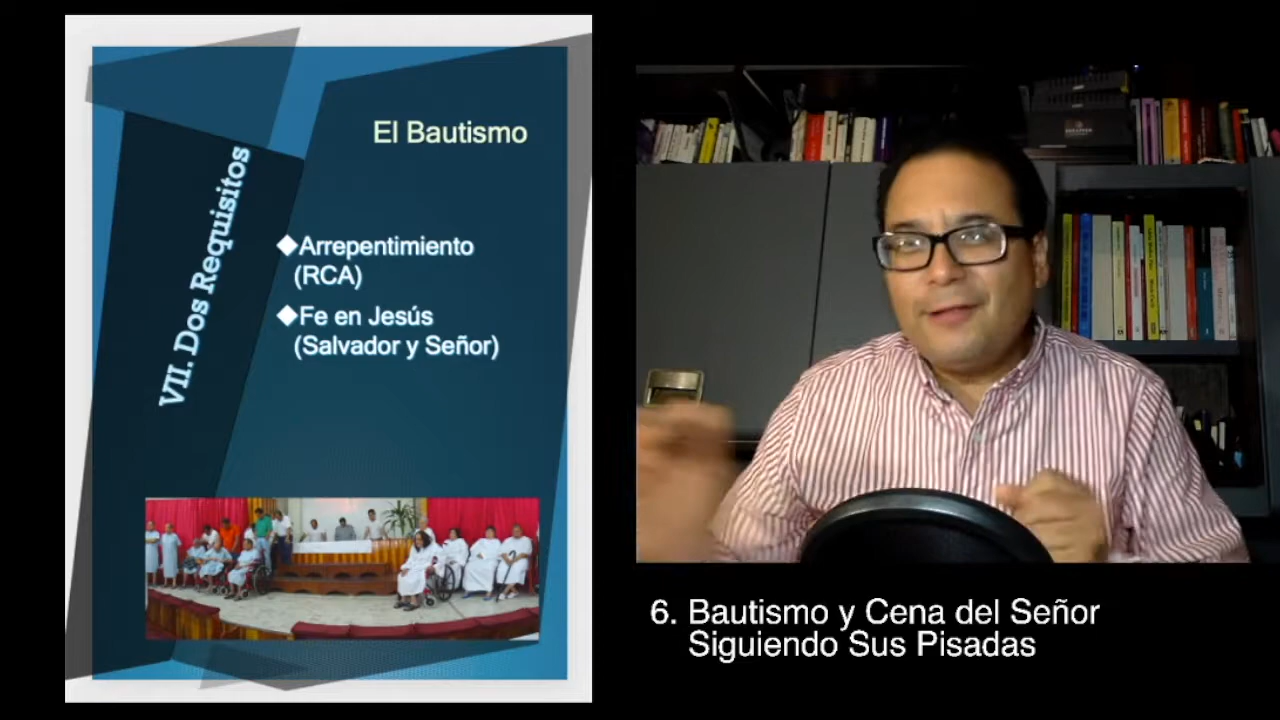 El Bautismo
VII. Dos Requisitos
◆Arrepentimiento
(RCA)
◆Fe en Jesús
(Salvador y Señor)
6. Bautismo y Cena del Señor
Siguiendo Sus Pisadas